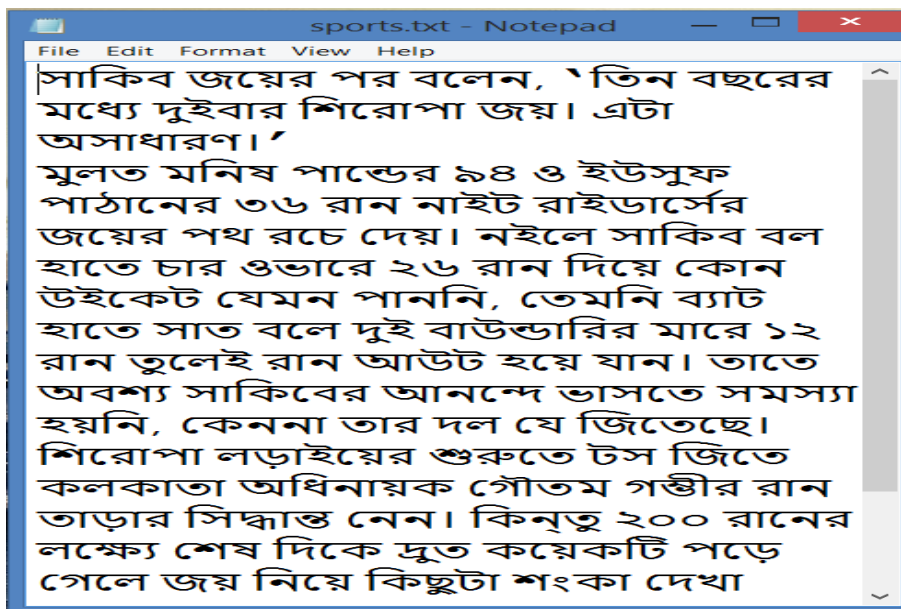 sports.txt - Notepad
File Edit Format View Help
সাকিব জয়ের পর বলেন, ‘তিন বছরের
মধ্যে দুইবার শিরোপা জয়। এটা
অসাধারণ।’
মুলত মনিষ পান্ডের ৯৪ ও ইউসুফ
পাঠানের ৩৬ রান নাইট রাইডার্সের
জয়ের পথ রচে দেয়। নইলে সাকিব বল
হাতে চার ওভারে ২৬ রান দিয়ে কোন
উইকেট যেমন পাননি, তেমনি ব্যাট
হাতে সাত বলে দুই বাউন্ডারির মারে ১২
রান তুলেই রান আউট হয়ে যান। তাতে
অবশ্য সাকিবের আনন্দে ভাসতে সমস্যা
হয়নি, কেননা তার দল যে জিতেছে।
শিরোপা লড়াইয়ের শুরুতে টস জিতে
কলকাতা অধিনায়ক গৌতম গম্ভীর রান
তাড়ার সিদ্ধান্ত নেন। কিন্‌তু ২০০ রানের
লক্ষ্যে শেষ দিকে দ্রুত কয়েকটি পড়ে
গেলে জয় নিয়ে কিছুটা শংকা দেখা